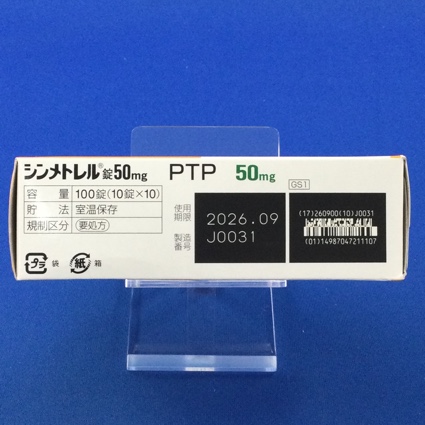 シンメトレル®錠50mg PTP 50mg
容量 100錠(10錠×10)
貯法 室温保存
規制区分 要処方
使用期限 2026.09
製造番号 J0031
GS1
(17)260900(10)J0031
(01)14987047211107
プラ 袋 紙 箱